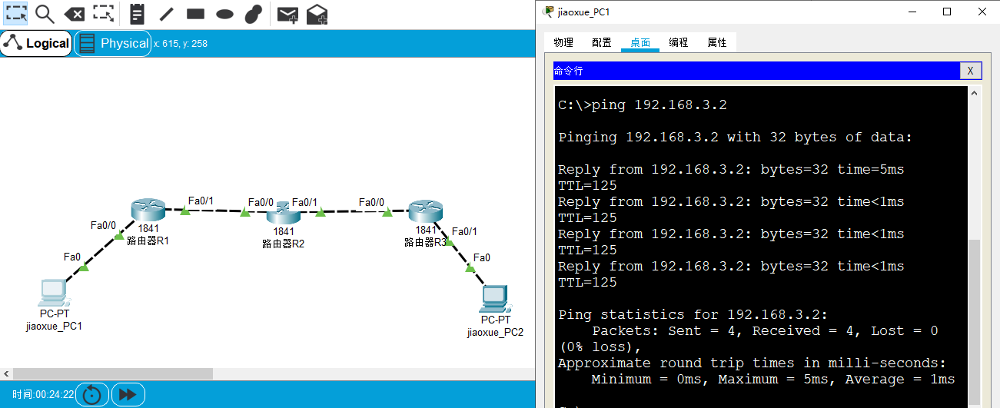 Logical
Physical x: 615, y: 258
Fa0/1
Fa0/0
Fa0/1
Fa0/0
Fa0/0
1841
路由器R1
1841
路由器R2
1841
路由器R3
Fa0/1
Fa0
Fa0
PC-PT
jiaoxue_PC1
PC-PT
jiaoxue_PC2
时间:00:24:22
jiaoxue_PC1
物理 配置 桌面 编程 属性
命令行
X
C:\>ping 192.168.3.2
Pinging 192.168.3.2 with 32 bytes of data:
Reply from 192.168.3.2: bytes=32 time=5ms
TTL=125
Reply from 192.168.3.2: bytes=32 time<1ms
TTL=125
Reply from 192.168.3.2: bytes=32 time<1ms
TTL=125
Reply from 192.168.3.2: bytes=32 time<1ms
TTL=125
Ping statistics for 192.168.3.2:
Packets: Sent = 4, Received = 4, Lost = 0
(0% loss),
Approximate round trip times in milli-seconds:
Minimum = 0ms, Maximum = 5ms, Average = 1ms